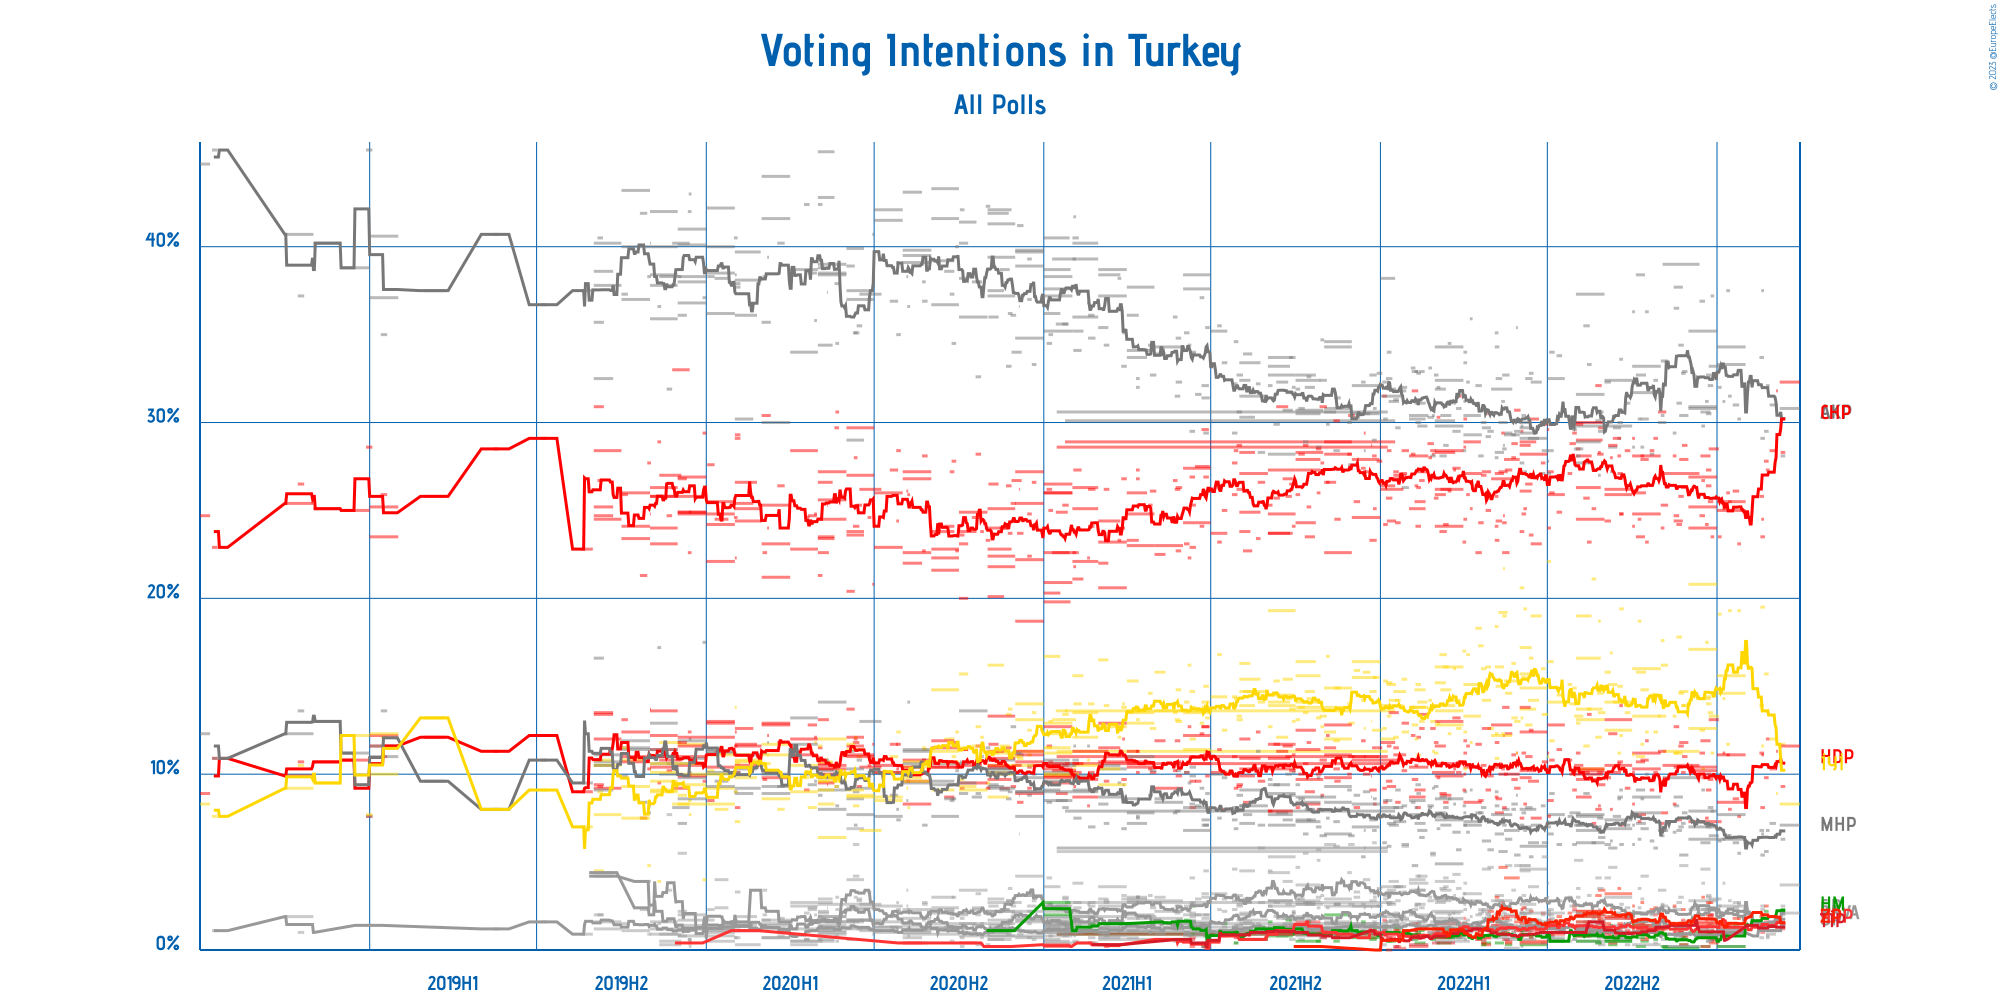 © 2023 @EuropeElects
Voting Intentions in Turkey
All Polls
40%
30%
20%
10%
0%
HDP
MHP
2019H1
2019H2
2020H1
2020H2
2021H1
2021H2
2022H1
2022H2